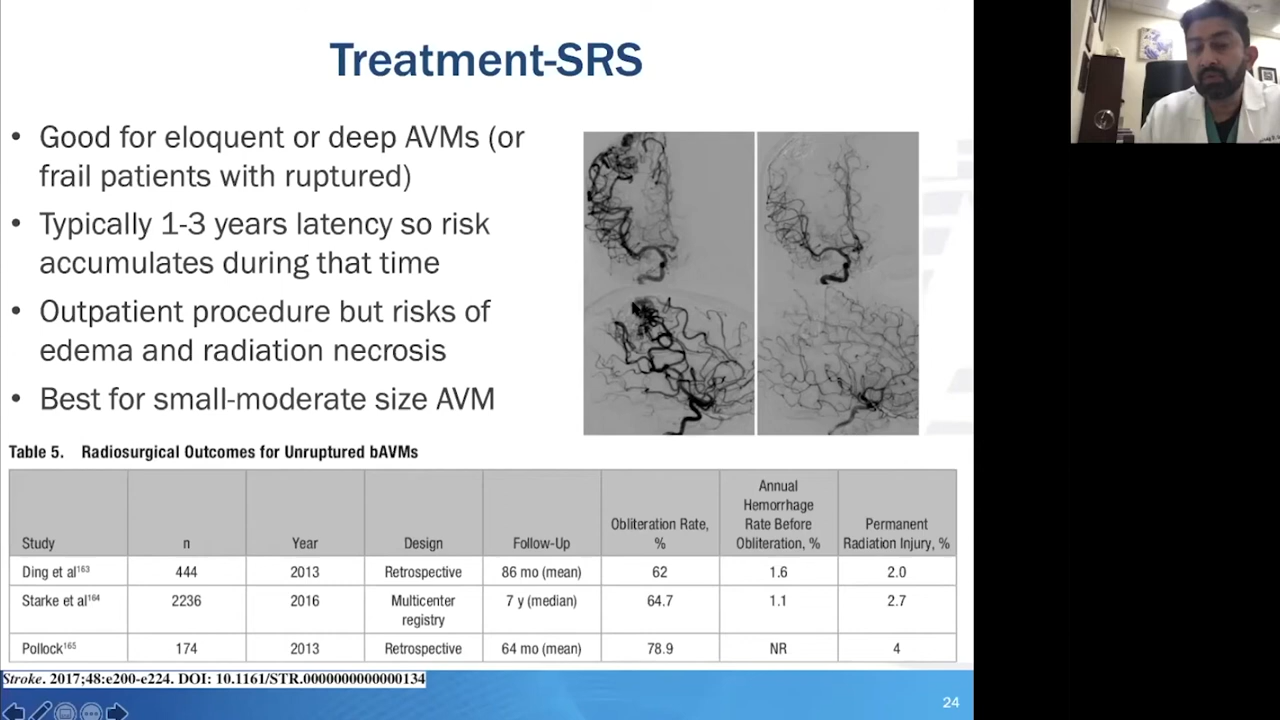 Treatment-SRS
• Good for eloquent or deep AVMs (or
frail patients with ruptured)
• Typically 1-3 years latency so risk
accumulates during that time
• Outpatient procedure but risks of
edema and radiation necrosis
• Best for small-moderate size AVM
Table 5. Radiosurgical Outcomes for Unruptured bAVMs
Study n Year Design Follow-Up Obliteration Rate, % Annual Hemorrhage Rate Before Obliteration, % Permanent Radiation Injury, %
Ding et al163 444 2013 Retrospective 86 mo (mean) 62 1.6 2.0
Starke et al164 2236 2016 Multicenter registry 7 y (median) 64.7 1.1 2.7
Pollock165 174 2013 Retrospective 64 mo (mean) 78.9 NR 4
Stroke. 2017;48:e200-e224. DOI: 10.1161/STR.0000000000000134
24